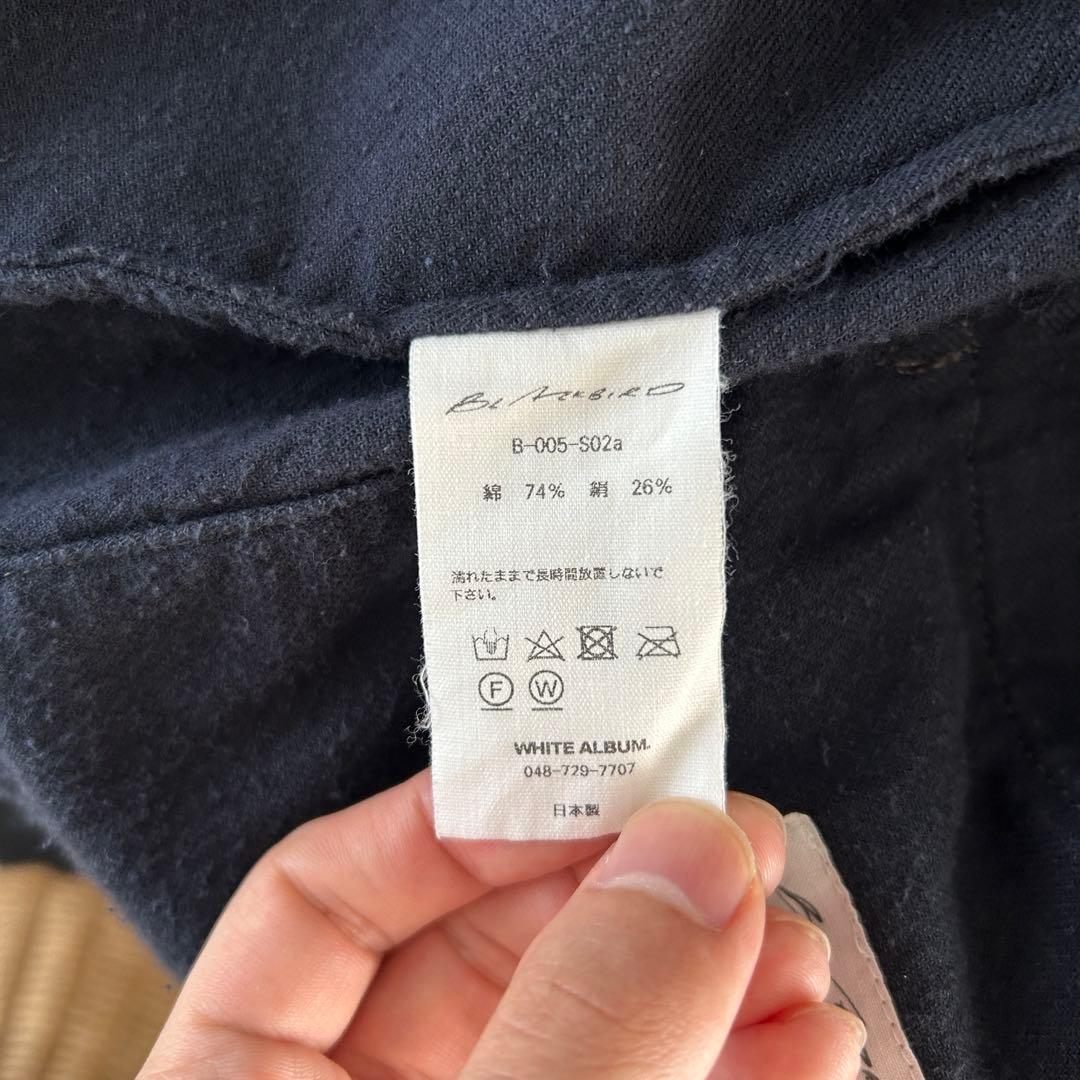 BLACKBIRD
B-005-S02a
綿 74% 絹 26%
濡れたままで長時間放置しないで
下さい。
F W
WHITE ALBUM.
048-729-7707
日本製